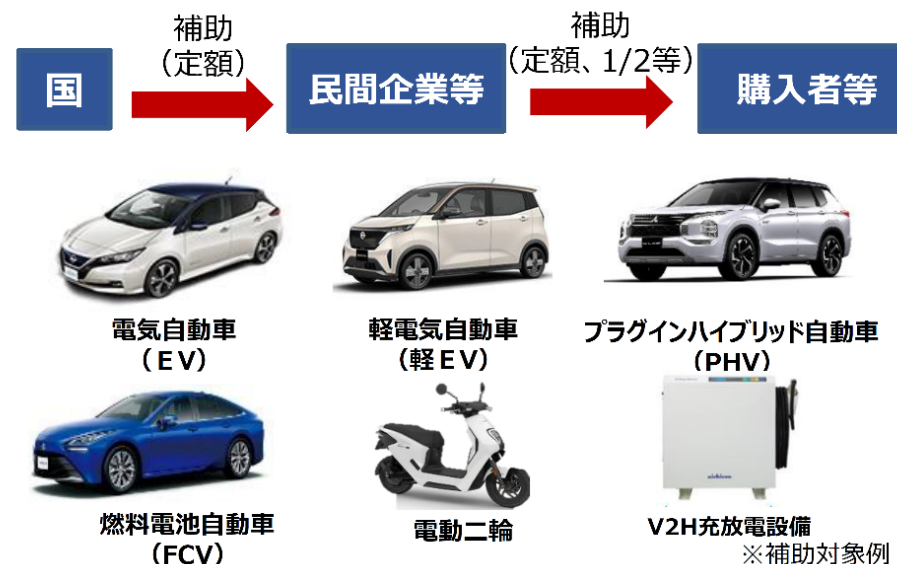 補助
（定額）
補助
（定額、1/2等）
国
民間企業等
購入者等
電気自動車
（ＥＶ）
軽電気自動車
（軽ＥＶ）
プラグインハイブリッド自動車
（PHV）
nichicon
燃料電池自動車
（FCV）
電動二輪
V2H充放電設備
※補助対象例